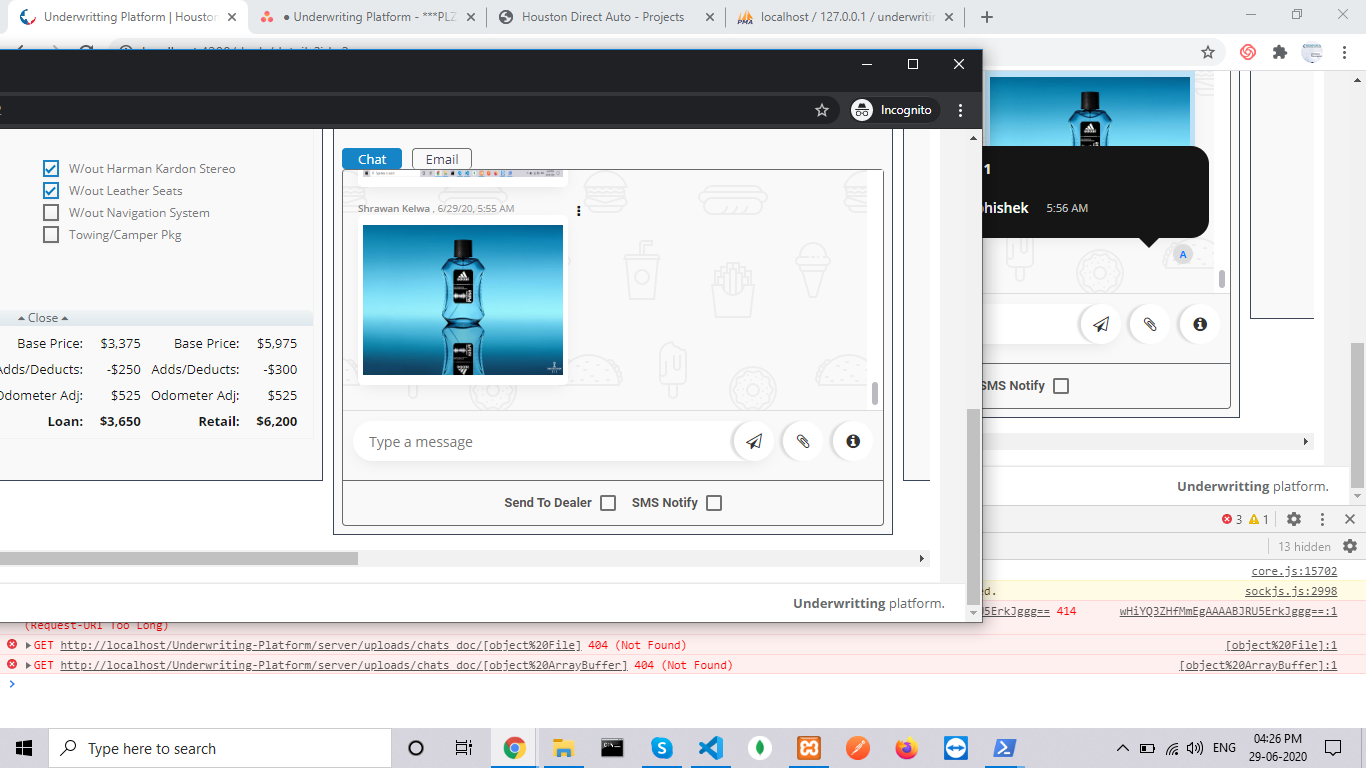 Underwritting Platform | Houston
● Underwritting Platform - ***PLZ
Houston Direct Auto - Projects
localhost / 127.0.0.1 / underwritin
Incognito
W/out Harman Kardon Stereo
W/out Leather Seats
W/out Navigation System
Towing/Camper Pkg
Close
Base Price: $3,375 Base Price: $5,975
Adds/Deducts: -$250 Adds/Deducts: -$300
Odometer Adj: $525 Odometer Adj: $525
Loan: $3,650 Retail: $6,200
Chat Email
Shrawan Kelwa , 6/29/20, 5:55 AM
adidas
Type a message
Send To Dealer SMS Notify
Underwritting platform.
adidas
1
5:56 AM
A
SMS Notify
Underwritting platform.
3 1
13 hidden
core.js:15702
ed. sockjs.js:2998
U5ErkJggg== 414 wHiYQ3ZHfMmEgAAAABJRU5ErkJggg==:1
(Request-URI Too Long)
GET http://localhost/Underwriting-Platform/server/uploads/chats_doc/[object%20File] 404 (Not Found) [object%20File]:1
GET http://localhost/Underwriting-Platform/server/uploads/chats_doc/[object%20ArrayBuffer] 404 (Not Found) [object%20ArrayBuffer]:1
Type here to search
ENG
04:26 PM
29-06-2020